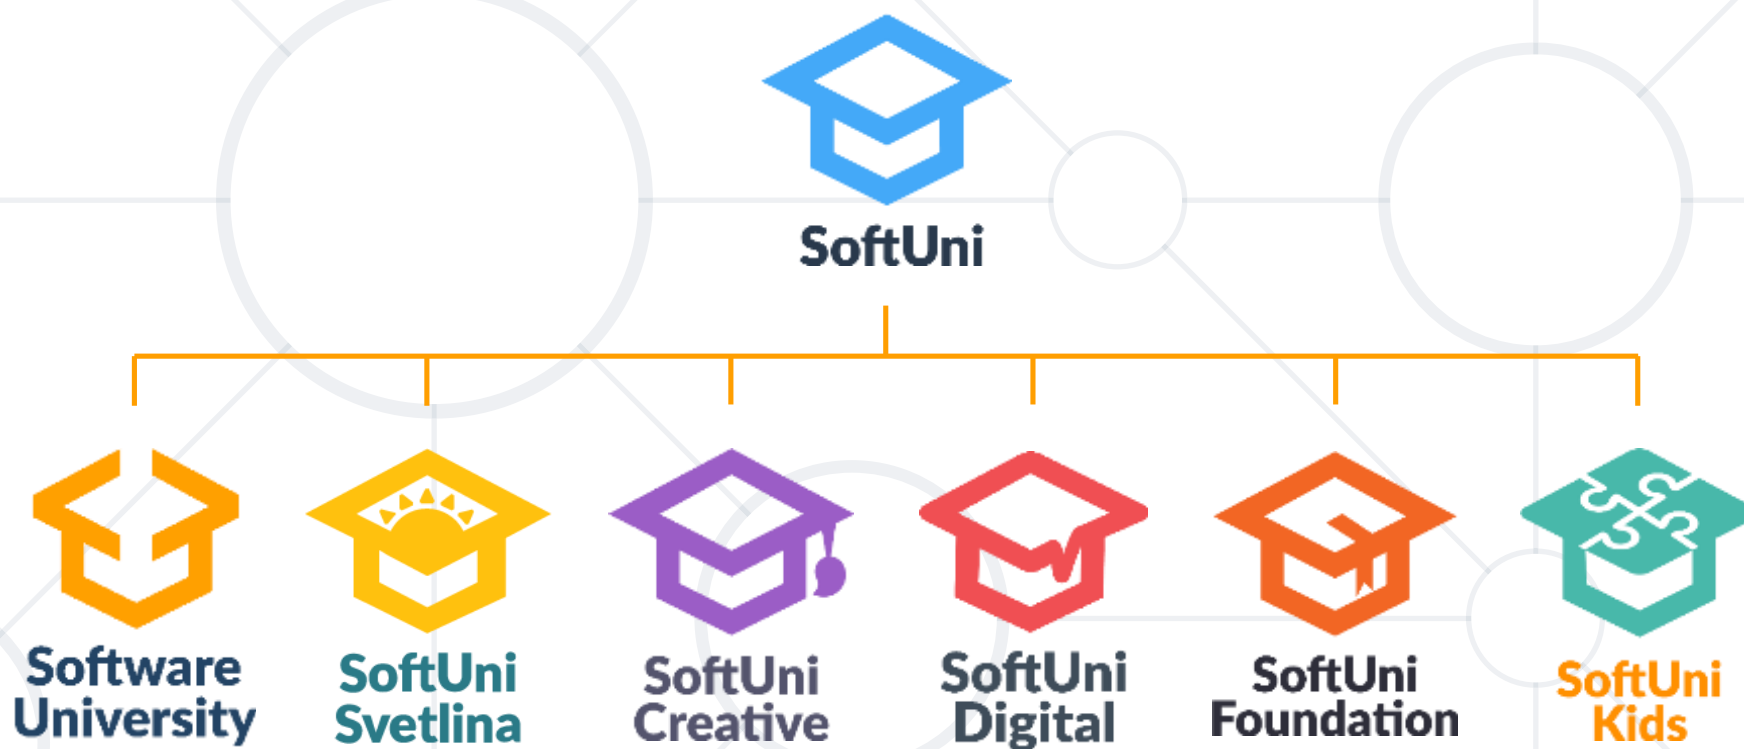 SoftUni
Software
University
SoftUni
Svetlina
SoftUni
Creative
SoftUni
Digital
SoftUni
Foundation
SoftUni
Kids